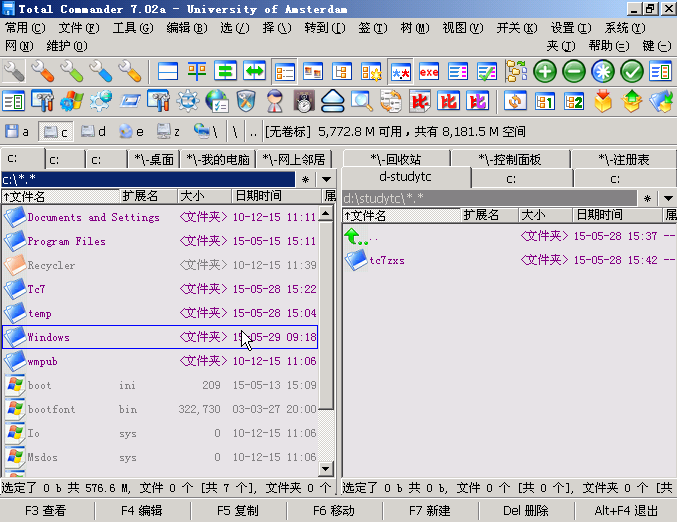 Total Commander 7.02a - University of Amsterdam
常用(C) 文件(F) 工具(G) 编辑(B) 选(/) 择(\) 转到(I) 签(T) 树(M) 视图(V) 开关(K) 设置(I) 系统(Y)
网(N) 维护(O) 夹(J) 帮助(E) 键(-)
exe
1 2
a c d e z \ \ .. [无卷标] 5,772.8 M 可用，共有 8,181.5 M 空间
c: c: c: *\-桌面 *\-我的电脑 *\-网上邻居
*\-回收站 *\-控制面板 *\-注册表
d-studytc c: c:
c:\*.* * ▼
↑文件名 扩展名 大小 日期时间 属
Documents and Settings <文件夹> 10-12-15 11:11
Program Files <文件夹> 15-05-15 15:11
Recycler <文件夹> 10-12-15 11:39
Tc7 <文件夹> 15-05-28 15:22
temp <文件夹> 15-05-28 15:04
Windows <文件夹> 15-05-29 09:18
wmpub <文件夹> 10-12-15 11:06
boot ini 209 15-05-13 15:09
bootfont bin 322,730 03-03-27 20:00
Io sys 0 10-12-15 11:06
Msdos sys 0 10-12-15 11:06
选定了 0 b 共 576.6 M, 文件 0 个 [共 7 个], 文件夹 0 个 [共
d:\studytc\*.* * ▼
↑文件名 扩展名 大小 日期时间 属
.. <文件夹> 15-05-28 15:37 --
tc7zxs <文件夹> 15-05-28 15:42 --
选定了 0 b 共 0 b, 文件 0 个 [共 0 个], 文件夹 0 个 [共
F3 查看 F4 编辑 F5 复制 F6 移动 F7 新建 Del 删除 Alt+F4 退出